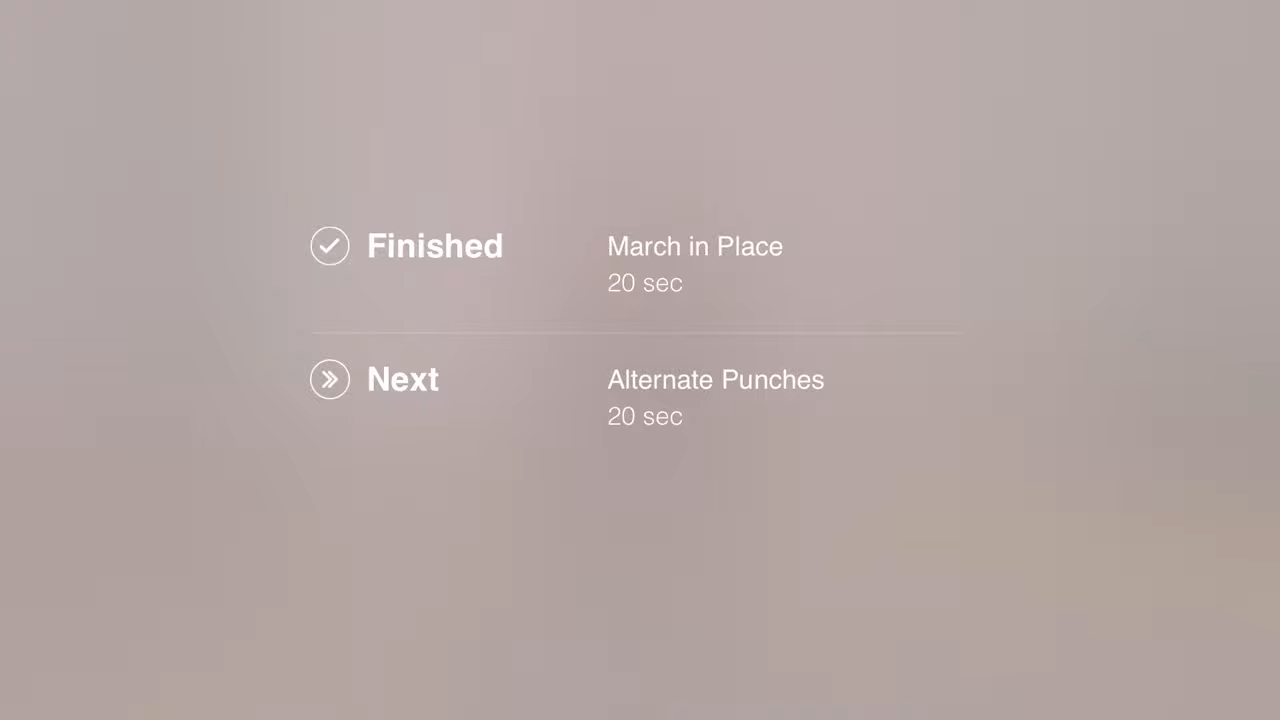 Finished
March in Place
20 sec
Next
Alternate Punches
20 sec